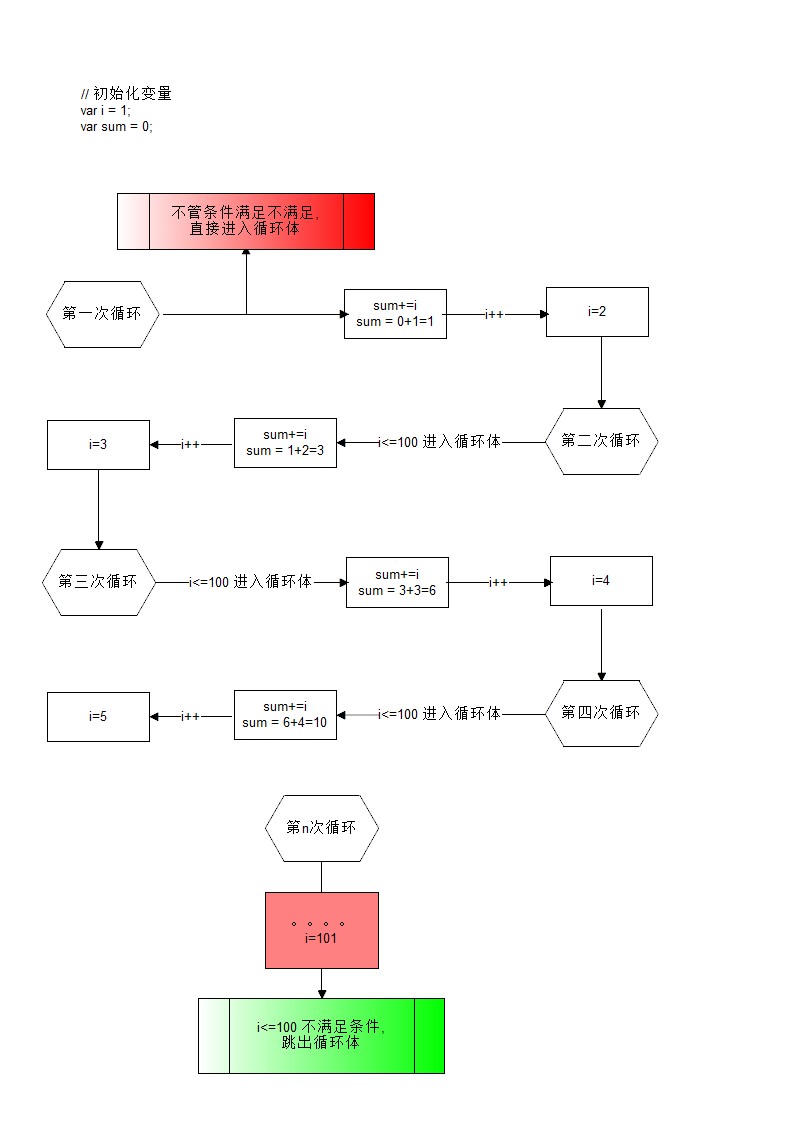 // 初始化变量
var i = 1;
var sum = 0;
不管条件满足不满足,
直接进入循环体
第一次循环
sum+=i
sum = 0+1=1
i++
i=2
i=3
i++
sum+=i
sum = 1+2=3
i<=100 进入循环体
第二次循环
第三次循环
i<=100 进入循环体
sum+=i
sum = 3+3=6
i++
i=4
i=5
i++
sum+=i
sum = 6+4=10
i<=100 进入循环体
第四次循环
第n次循环
。。。。
i=101
i<=100 不满足条件,
跳出循环体